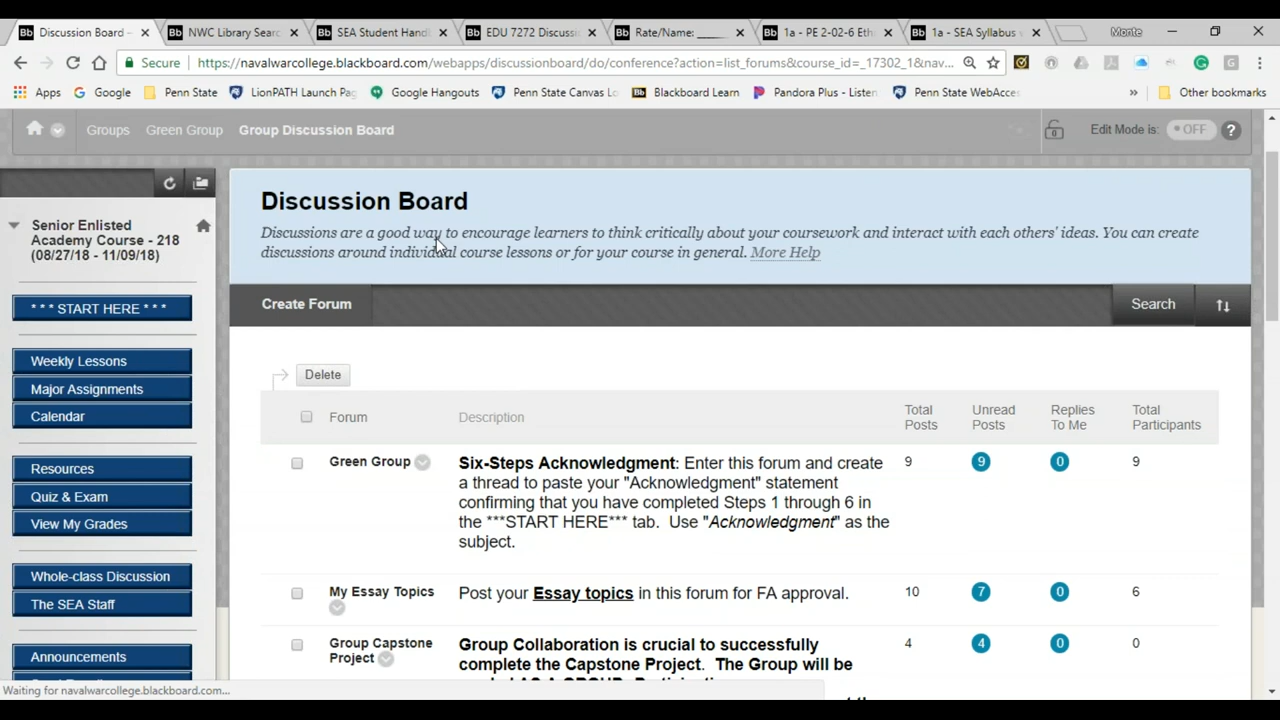 Discussion Board –
NWC Library Searc
SEA Student Handb
EDU 7272 Discussi
Rate/Name: _____
1a - PE 2-02-6 Eth
1a - SEA Syllabus
Monte
Secure
https://navalwarcollege.blackboard.com/webapps/discussionboard/do/conference?action=list_forums&course_id=_17302_1&nav...
Apps
Google
Penn State
LionPATH Launch Pag
Google Hangouts
Penn State Canvas Lo
Blackboard Learn
Pandora Plus - Listen
Penn State WebAcces
»
Other bookmarks
Groups
Green Group
Group Discussion Board
Edit Mode is:
OFF
?
Senior Enlisted
Academy Course - 218
(08/27/18 - 11/09/18)
* * * START HERE * * *
Weekly Lessons
Major Assignments
Calendar
Resources
Quiz & Exam
View My Grades
Whole-class Discussion
The SEA Staff
Announcements
Discussion Board
Discussions are a good way to encourage learners to think critically about your coursework and interact with each others' ideas. You can create
discussions around individual course lessons or for your course in general. More Help
Create Forum
Search
Delete
Forum
Description
Total
Posts
Unread
Posts
Replies
To Me
Total
Participants
Green Group
Six-Steps Acknowledgment: Enter this forum and create
a thread to paste your "Acknowledgment" statement
confirming that you have completed Steps 1 through 6 in
the ***START HERE*** tab. Use "Acknowledgment" as the
subject.
9
9
0
9
My Essay Topics
Post your Essay topics in this forum for FA approval.
10
7
0
6
Group Capstone
Project
Group Collaboration is crucial to successfully
complete the Capstone Project. The Group will be
4
4
0
0
Waiting for navalwarcollege.blackboard.com...